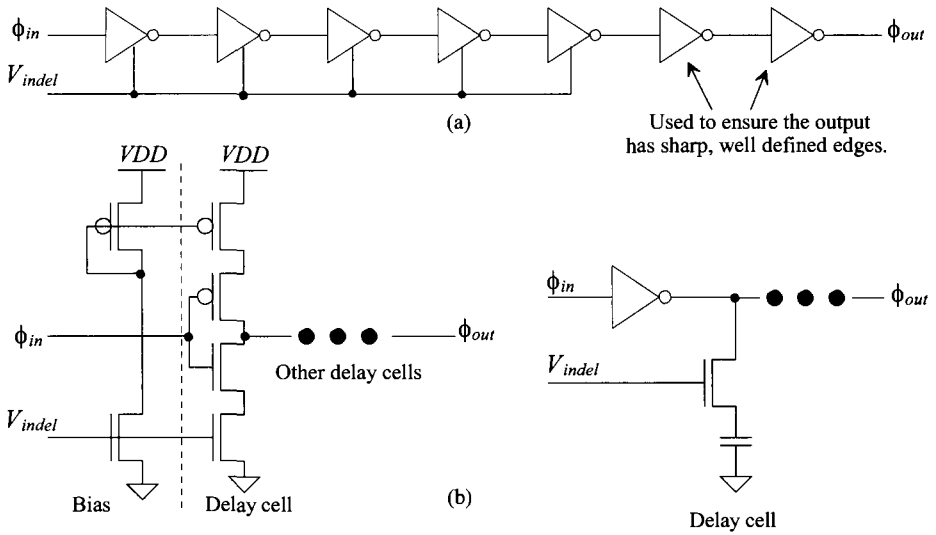 ϕin
Vindel
ϕout
Used to ensure the output
has sharp, well defined edges.
(a)
VDD
VDD
ϕin
Vindel
ϕout
Other delay cells
Bias
Delay cell
(b)
ϕin
Vindel
ϕout
Delay cell